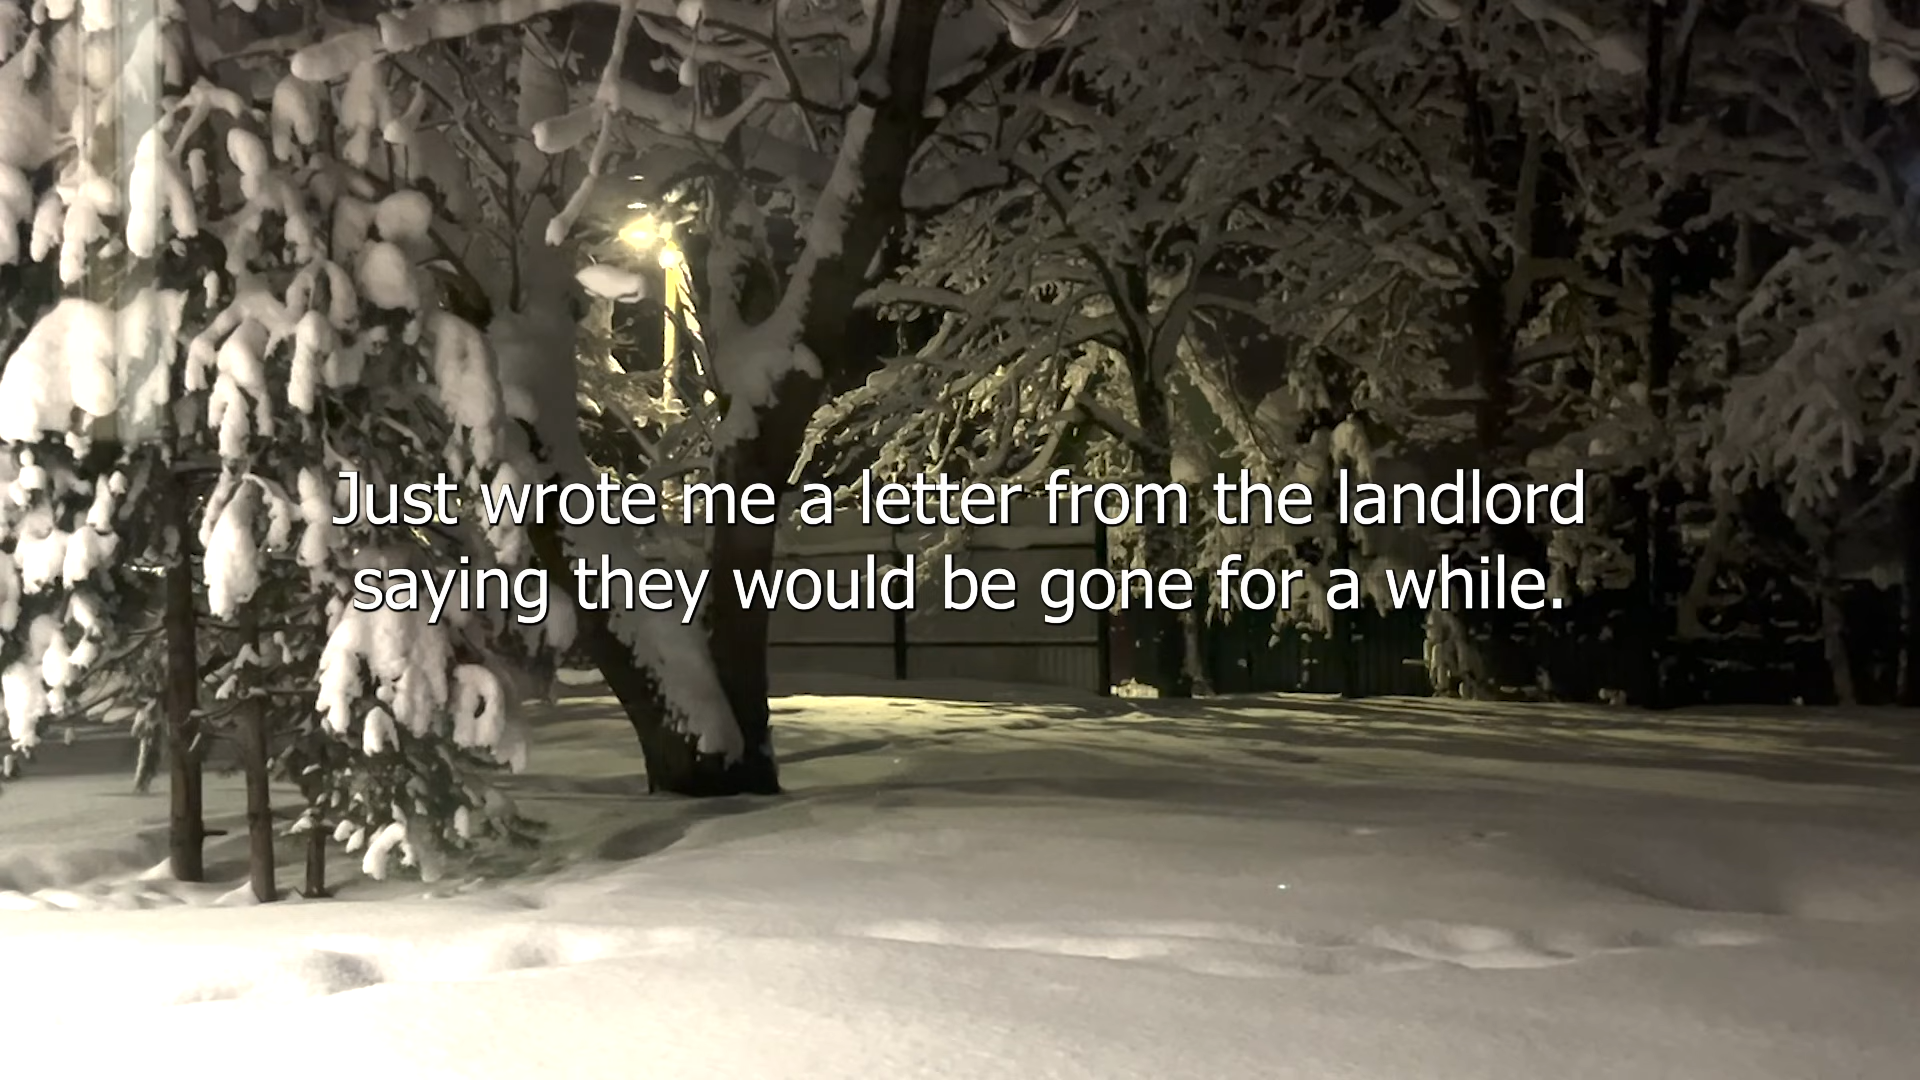 Just wrote me a letter from the landlord
saying they would be gone for a while.